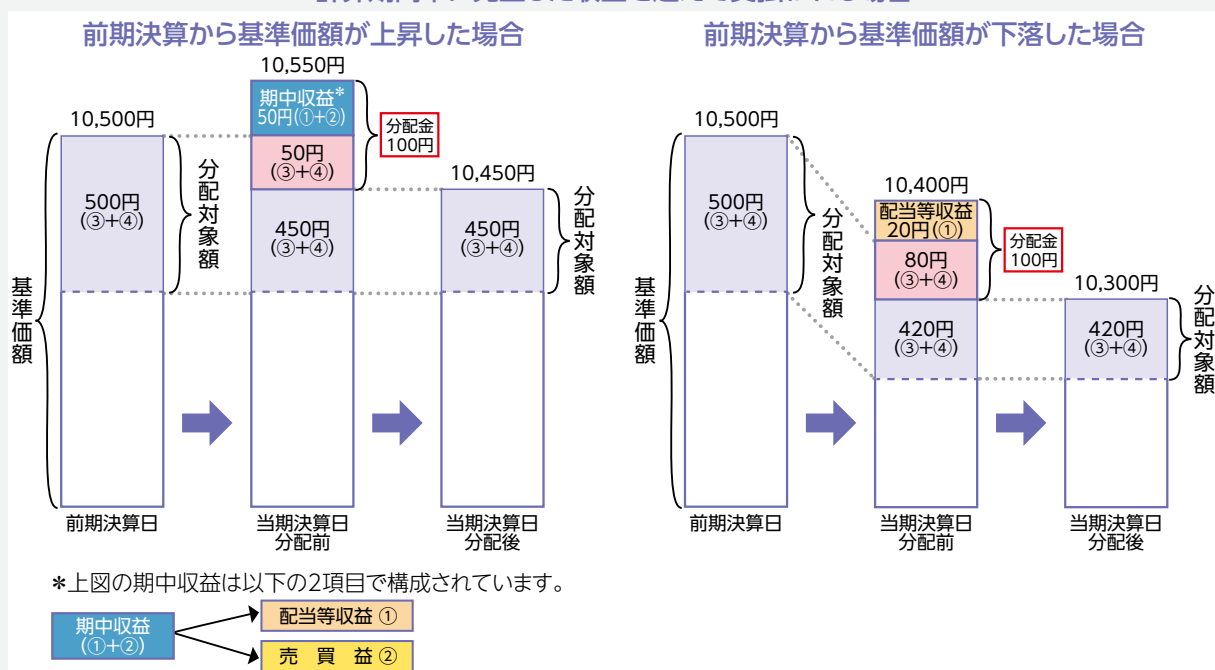 前期決算から基準価額が上昇した場合
10,500円
10,550円
期中収益*
50円(①+②)
分配金
100円
50円
(③+④)
10,450円
500円
(③+④)
分配対象額
450円
(③+④)
450円
(③+④)
分配対象額
基準価額
前期決算日
当期決算日
分配前
当期決算日
分配後
前期決算から基準価額が下落した場合
10,500円
10,400円
配当等収益
20円(①)
分配金
100円
80円
(③+④)
10,300円
500円
(③+④)
分配対象額
420円
(③+④)
420円
(③+④)
分配対象額
基準価額
前期決算日
当期決算日
分配前
当期決算日
分配後
*上図の期中収益は以下の2項目で構成されています。
期中収益
(①+②)
配当等収益 ①
売 買 益 ②